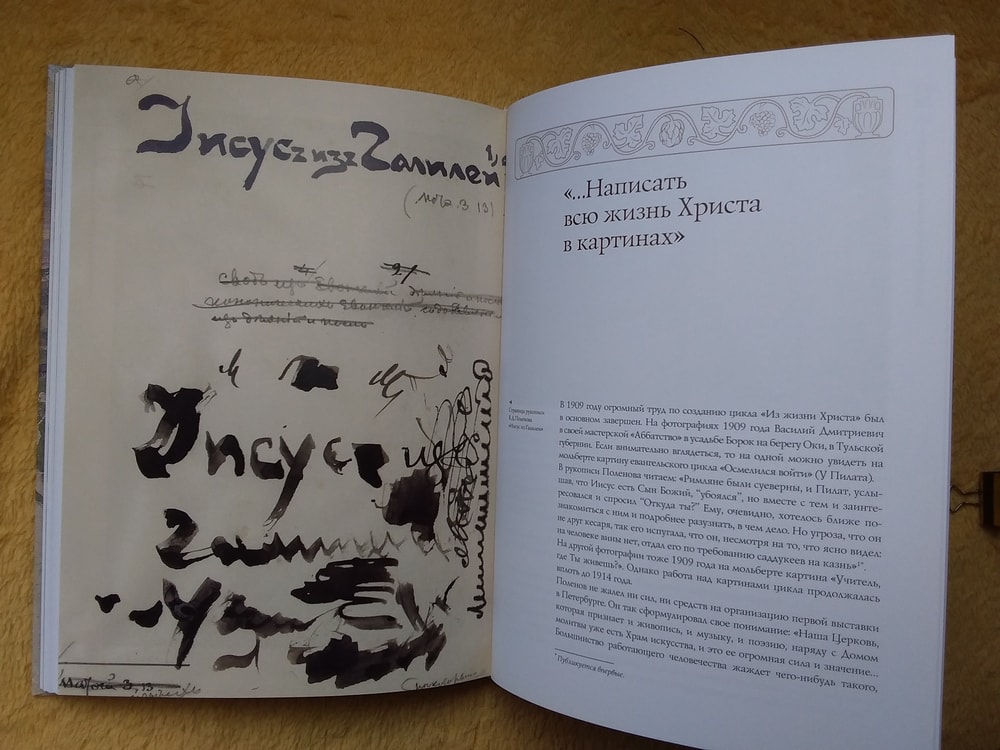 Iисусъ изъ Галилеи
Iисусъ изъ
«...Написать
всю жизнь Христа
в картинах»
Страница рукописи
В.Д. Поленова
«Иисус из Галилеи»
В 1909 году огромный труд по созданию цикла «Из жизни Христа» был
в основном завершен. На фотографиях 1909 года Василий Дмитриевич
в своей мастерской «Аббатство» в усадьбе Борок на берегу Оки, в Тульской
губернии. Если внимательно вглядеться, то на одной можно увидеть на
мольберте картину евангельского цикла «Осмелился войти» (У Пилата).
В рукописи Поленова читаем: «Римляне были суеверны, и Пилат, услы-
шав, что Иисус есть Сын Божий, "убоялся", но вместе с тем и заинте-
ресовался и спросил "Откуда ты?" Ему, очевидно, хотелось ближе по-
знакомиться с ним и подробнее разузнать, в чем дело. Но угроза, что он
не друг кесаря, так его испугала, что он, несмотря на то, что ясно видел:
на человеке вины нет, отдал его по требованию саддукеев на казнь»¹*.
На другой фотографии тоже 1909 года на мольберте картина «Учитель,
где Ты живешь?». Однако работа над картинами цикла продолжалась
вплоть до 1914 года.
Поленов не жалел ни сил, ни средств на организацию первой выставки
в Петербурге. Он так сформулировал свое понимание: «Наша Церковь,
которая признает и живопись, и музыку, и поэзию, наряду с Домом
молитвы уже есть Храм искусства, и это ее огромная сила и значение...
Большинство работающего человечества жаждет чего-нибудь такого,
* Публикуется впервые.